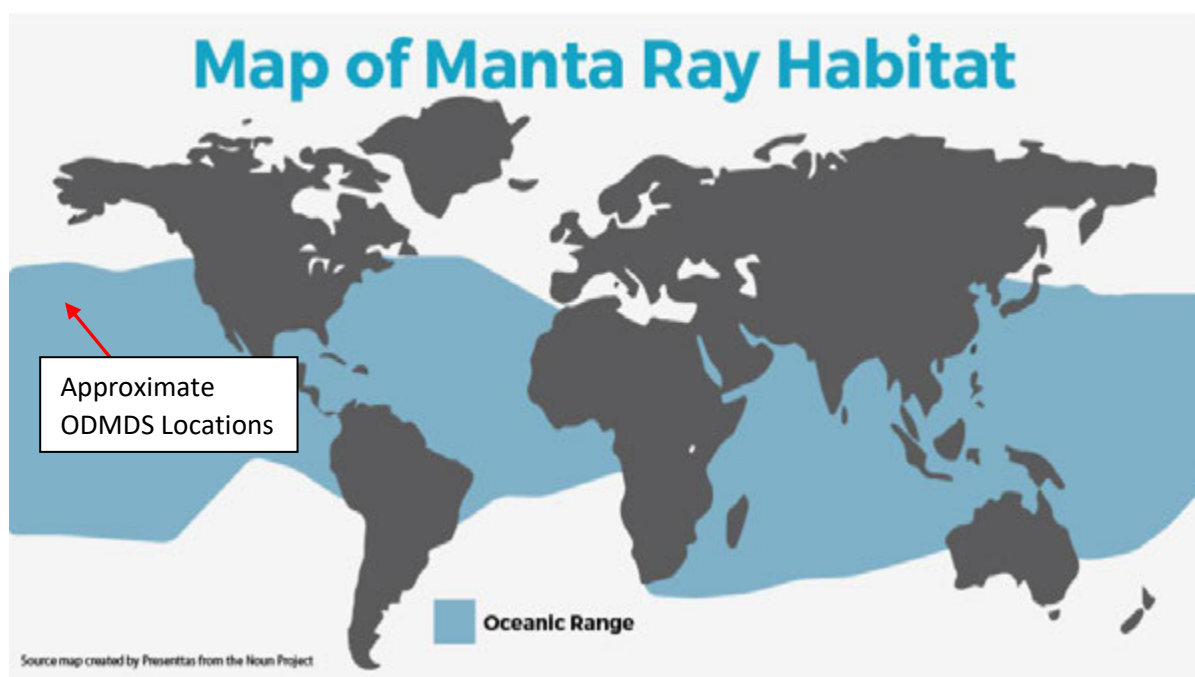 Map of Manta Ray Habitat
Approximate
ODMDS Locations
Oceanic Range
Source map created by Presenttas from the Noun Project